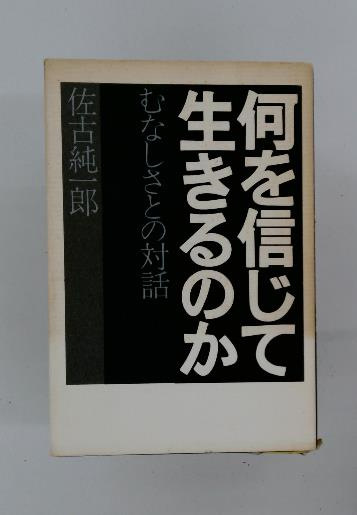 何を信じて
生きるのか
むなしさとの対話
佐古純一郎